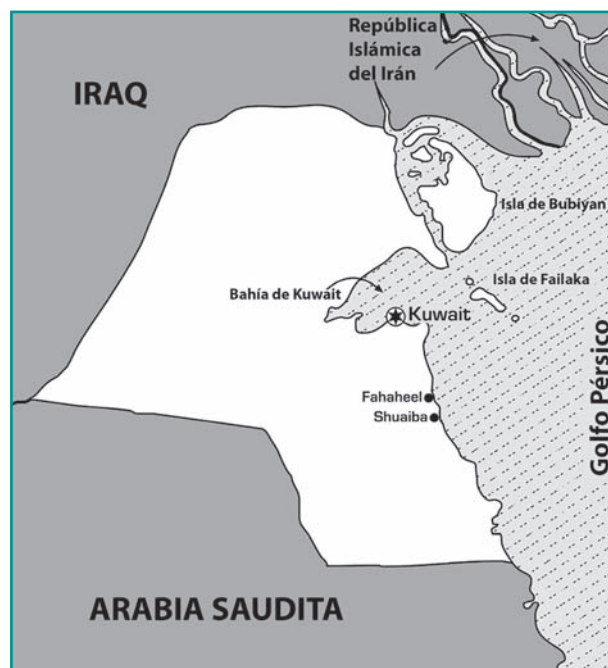 República
Islámica
del Irán
IRAQ
Isla de Bubiyan
Isla de Failaka
Bahía de Kuwait
Kuwait
Fahaheel
Shuaiba
Golfo Pérsico
ARABIA SAUDITA